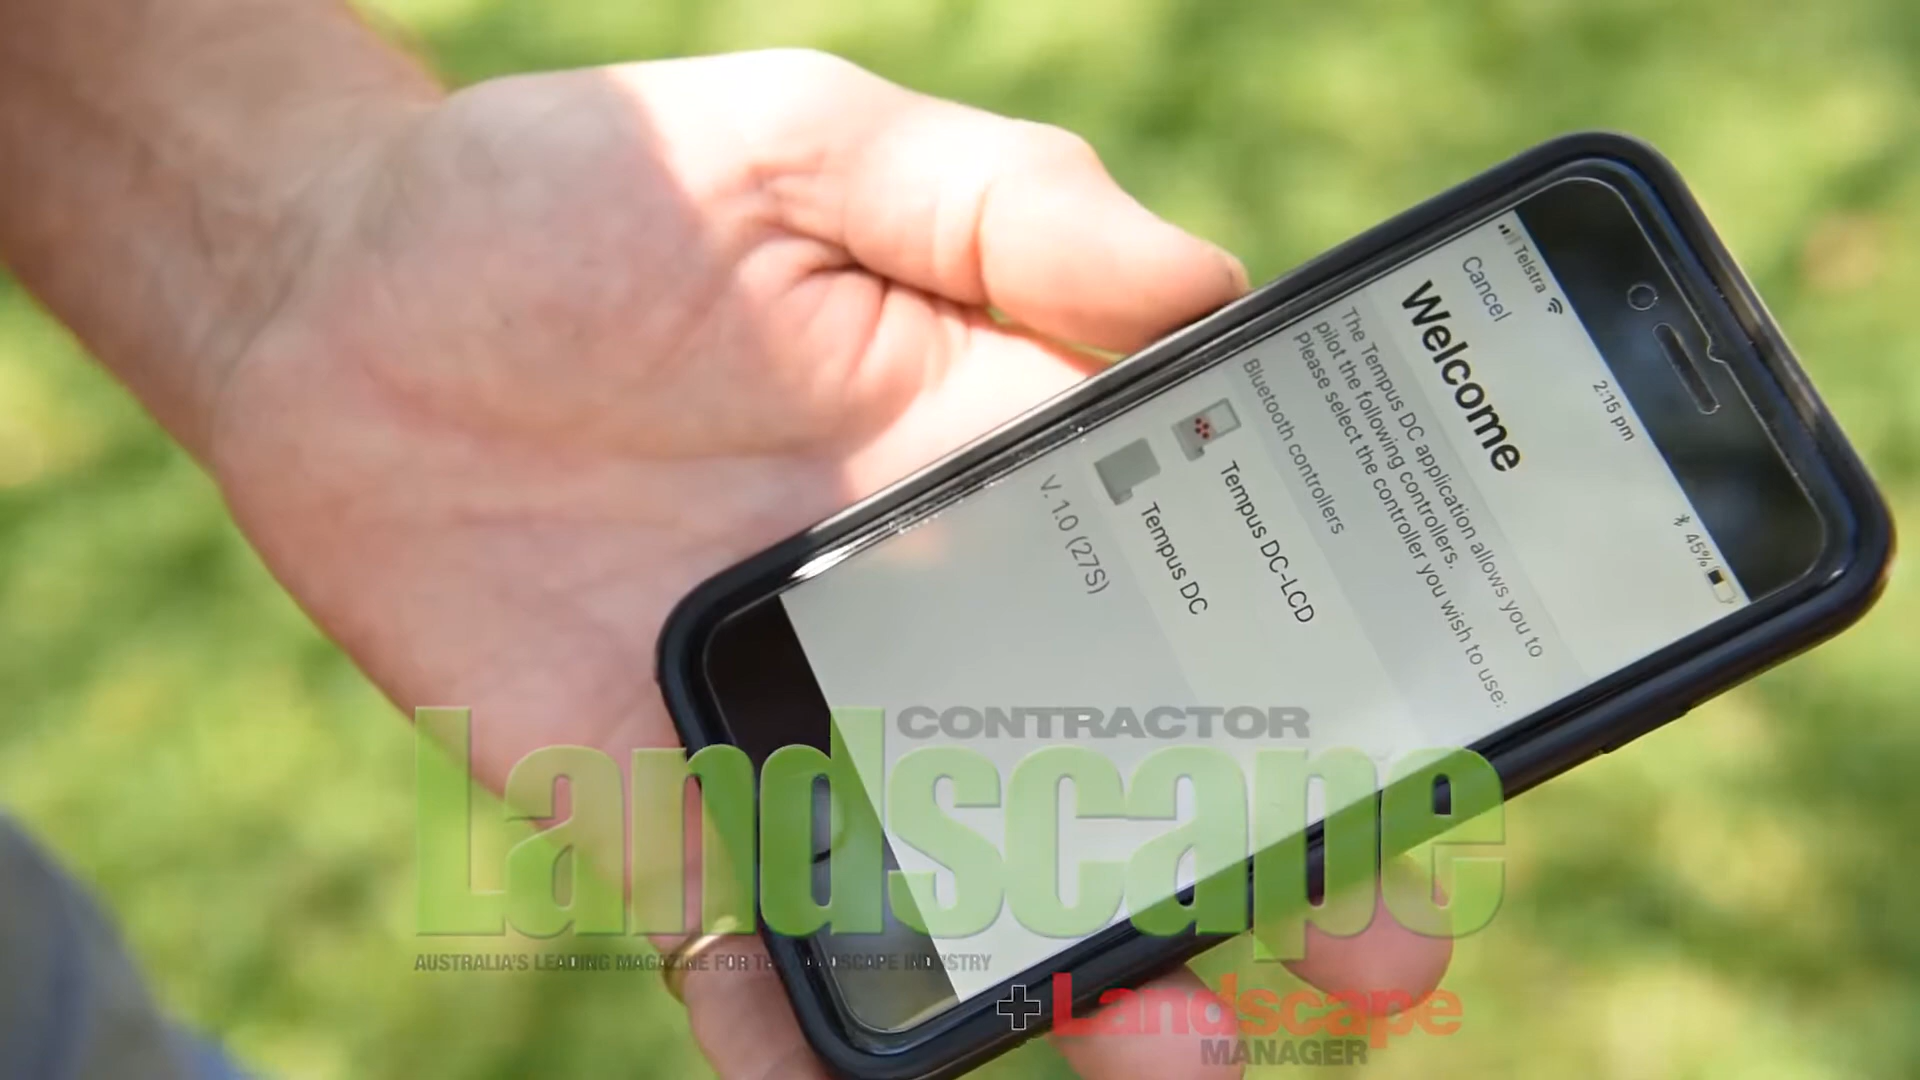 Telstra 2:15 pm 45%
Cancel
Welcome
The Tempus DC application allows you to
pilot the following controllers.
Please select the controller you wish to use:
Bluetooth controllers
Tempus DC-LCD
Tempus DC
V. 1.0 (27S)
CONTRACTOR
Landscape
AUSTRALIA'S LEADING MAGAZINE FOR THE LANDSCAPE INDUSTRY
+Landscape
MANAGER